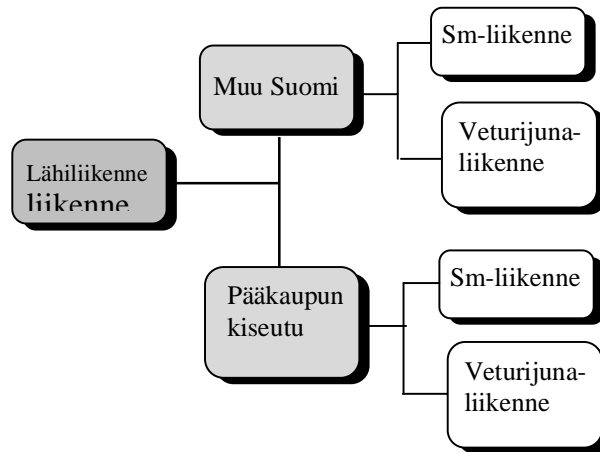 Sm-liikenne
Muu Suomi
Veturijuna-
liikenne
Lähiliikenne
liikenne
Sm-liikenne
Pääkaupun
kiseutu
Veturijuna-
liikenne